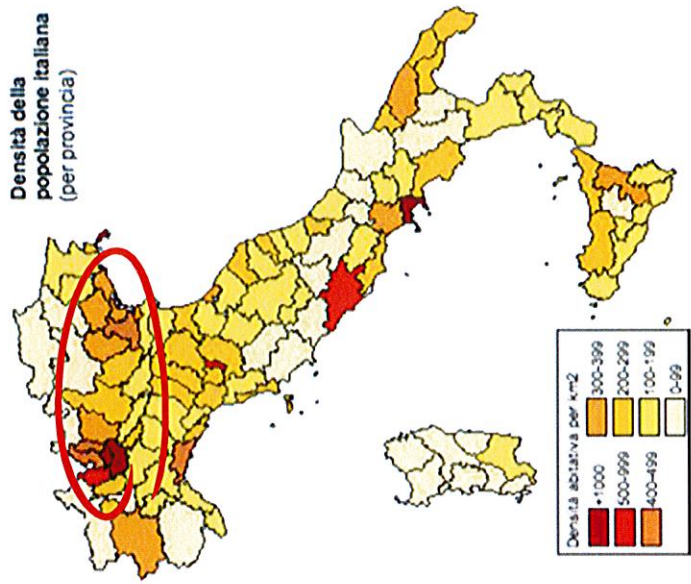 Densità della
popolazione italiana
(per provincia)
Densità abitativa per km2
+1000
500-999
400-499
300-399
200-299
100-199
0-99